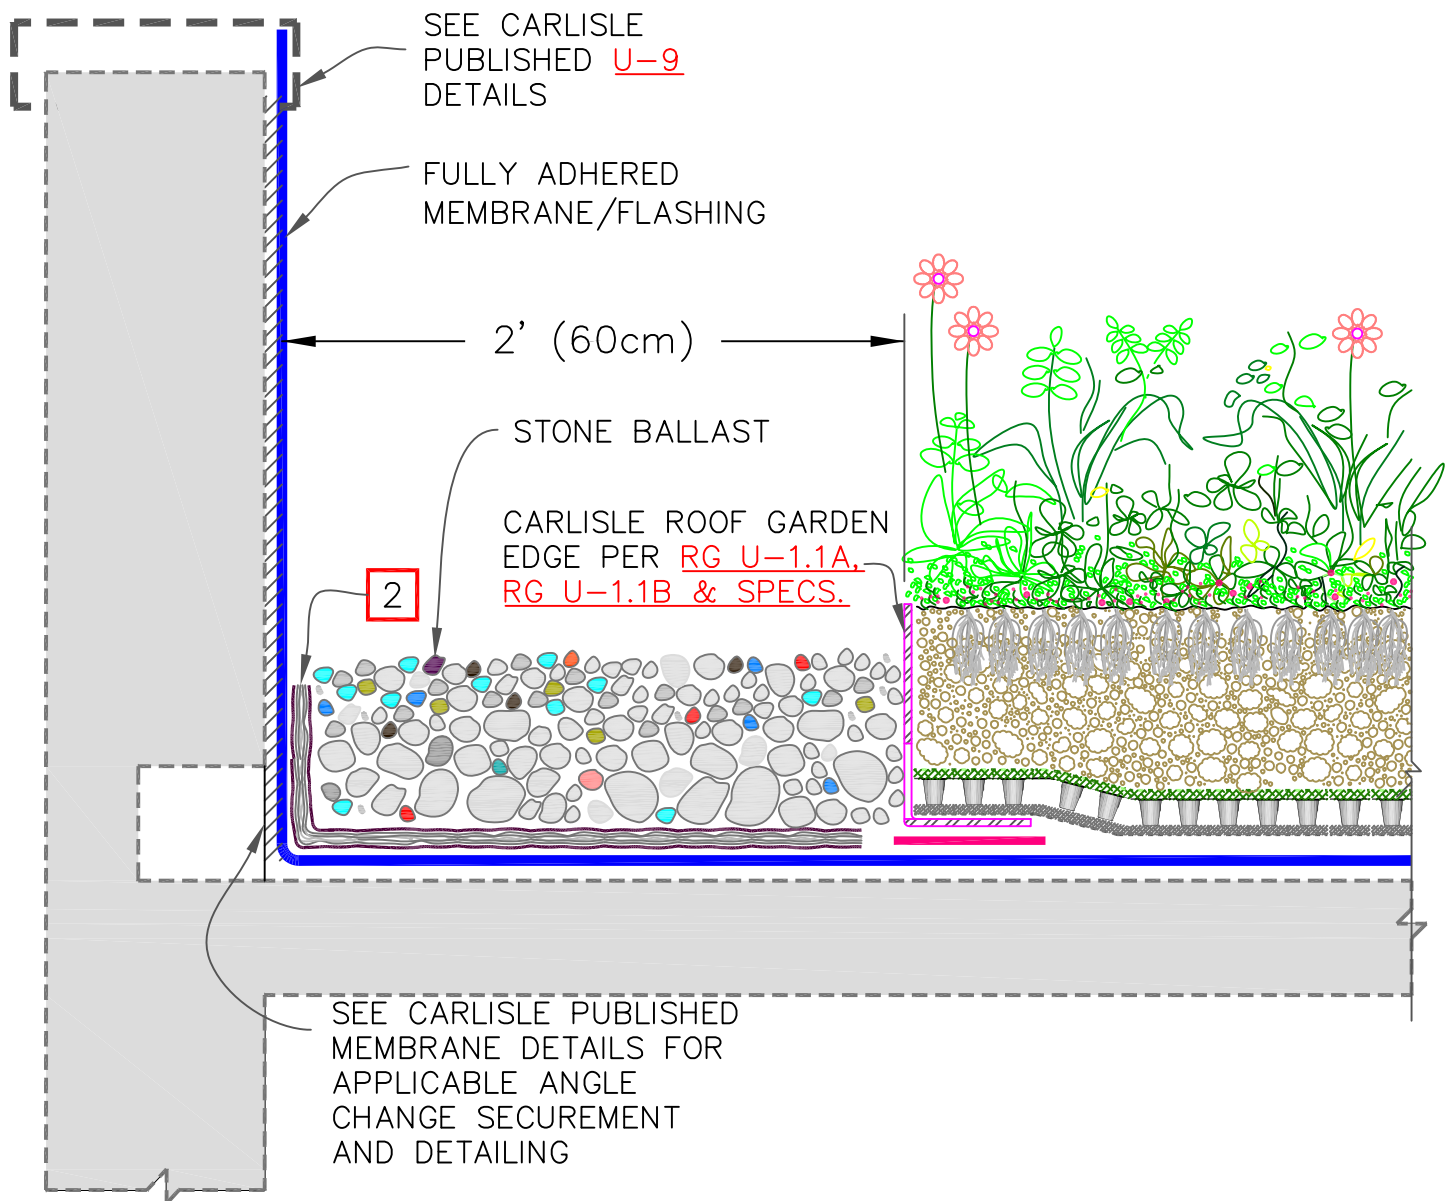 SEE CARLISLE
PUBLISHED U-9
DETAILS
FULLY ADHERED
MEMBRANE/FLASHING
2' (60cm)
STONE BALLAST
CARLISLE ROOF GARDEN
EDGE PER RG U-1.1A,
RG U-1.1B & SPECS.
2
SEE CARLISLE PUBLISHED
MEMBRANE DETAILS FOR
APPLICABLE ANGLE
CHANGE SECUREMENT
AND DETAILING